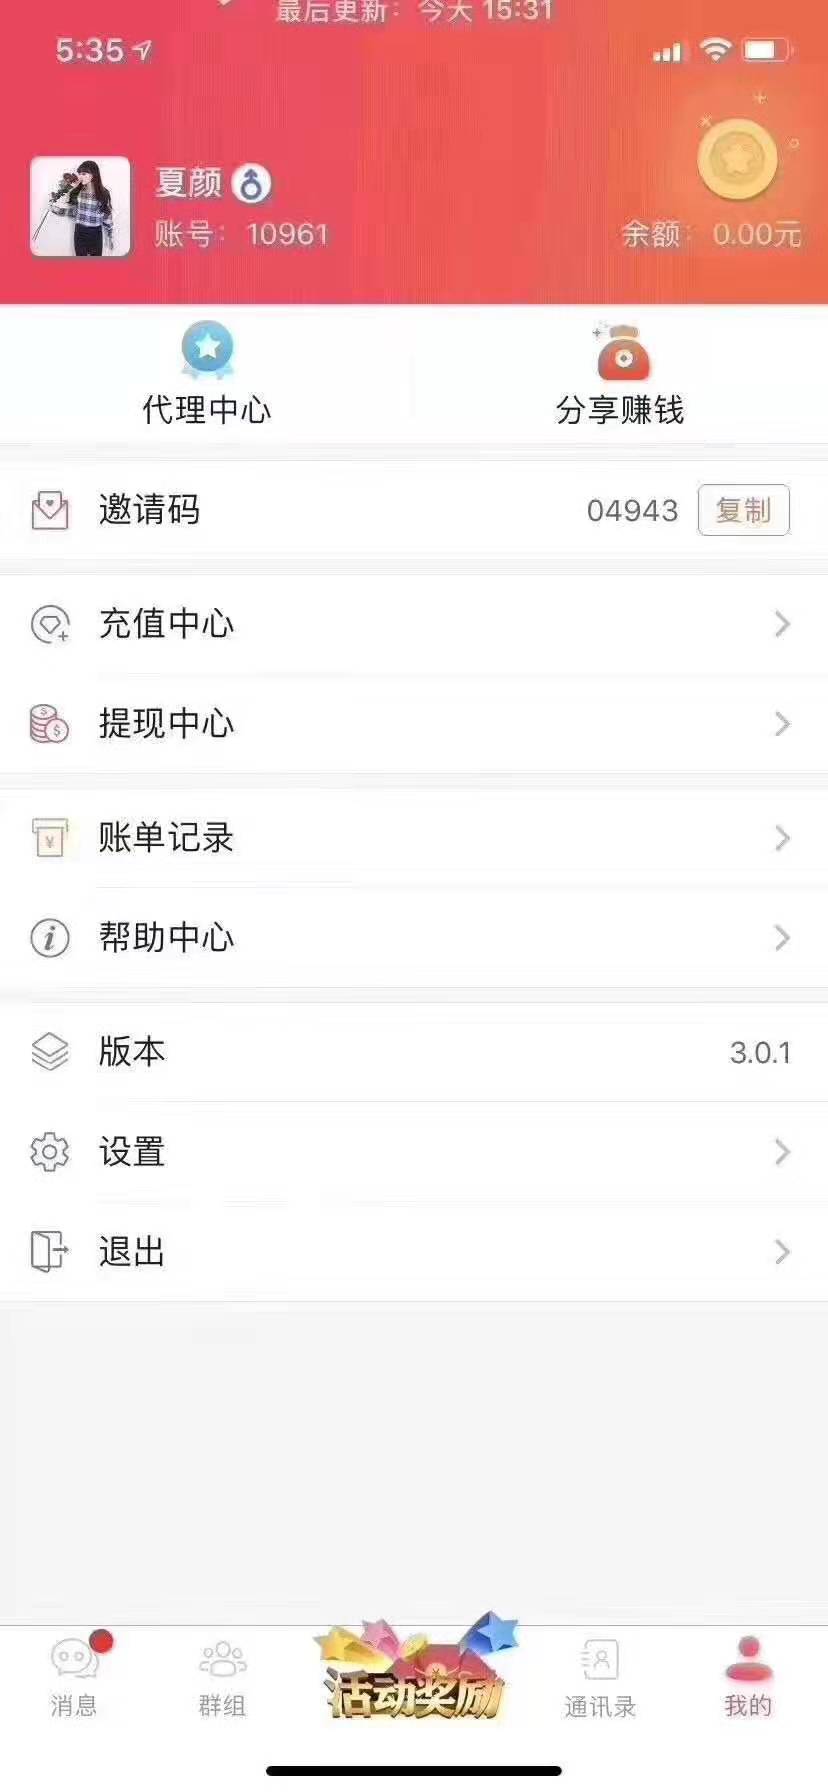 最后更新：今天 15:31
5:35
夏颜
账号：10961
余额：0.00元
代理中心
分享赚钱
邀请码
04943
复制
充值中心
提现中心
账单记录
帮助中心
版本
3.0.1
设置
退出
消息
群组
活动奖励
通讯录
我的